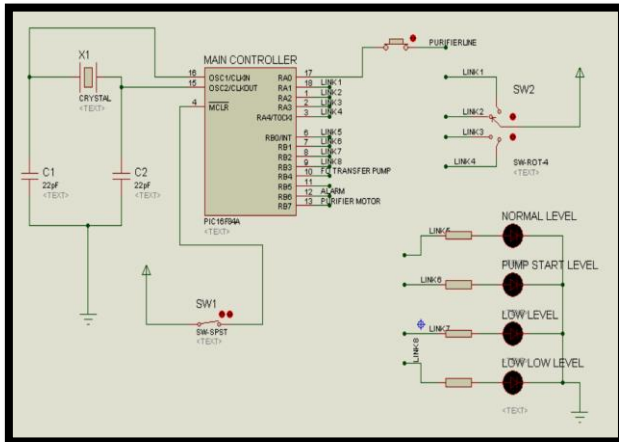 X1
CRYSTAL
<TEXT>
C1
22pF
<TEXT>
C2
22pF
<TEXT>
MAIN CONTROLLER
16 OSC1/CLKIN
15 OSC2/CLKOUT
4 MCLR
RA0 17
RA1 18 LINK1
RA2 1 LINK2
RA3 2 LINK3
RA4/T0CKI 3 LINK4
RB0/INT 6 LINK5
RB1 7 LINK6
RB2 8 LINK7
RB3 9 LINK8
RB4 10 FO TRANSFER PUMP
RB5 11
RB6 12 ALARM
RB7 13 PURIFIER MOTOR
PIC16F84A
<TEXT>
SW1
SW-SPST
<TEXT>
PURIFIERLINE
LINK1
SW2
LINK2
LINK3
LINK4
SW-ROT-4
<TEXT>
NORMAL LEVEL
LINK5
PUMP START LEVEL
LINK6
LOW LEVEL
LINK7
LINK8
LOW LOW LEVEL
<TEXT>